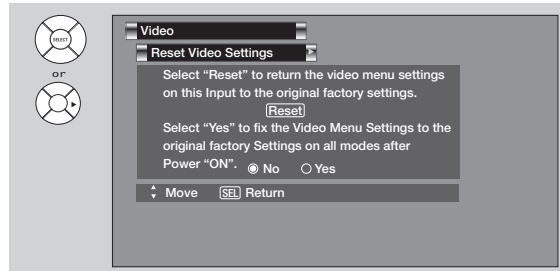 SELECT
or
Video
Reset Video Settings
Select “Reset” to return the video menu settings
on this Input to the original factory settings.
Reset
Select “Yes” to fix the Video Menu Settings to the
original factory Settings on all modes after
Power “ON”. No Yes
Move SEL Return